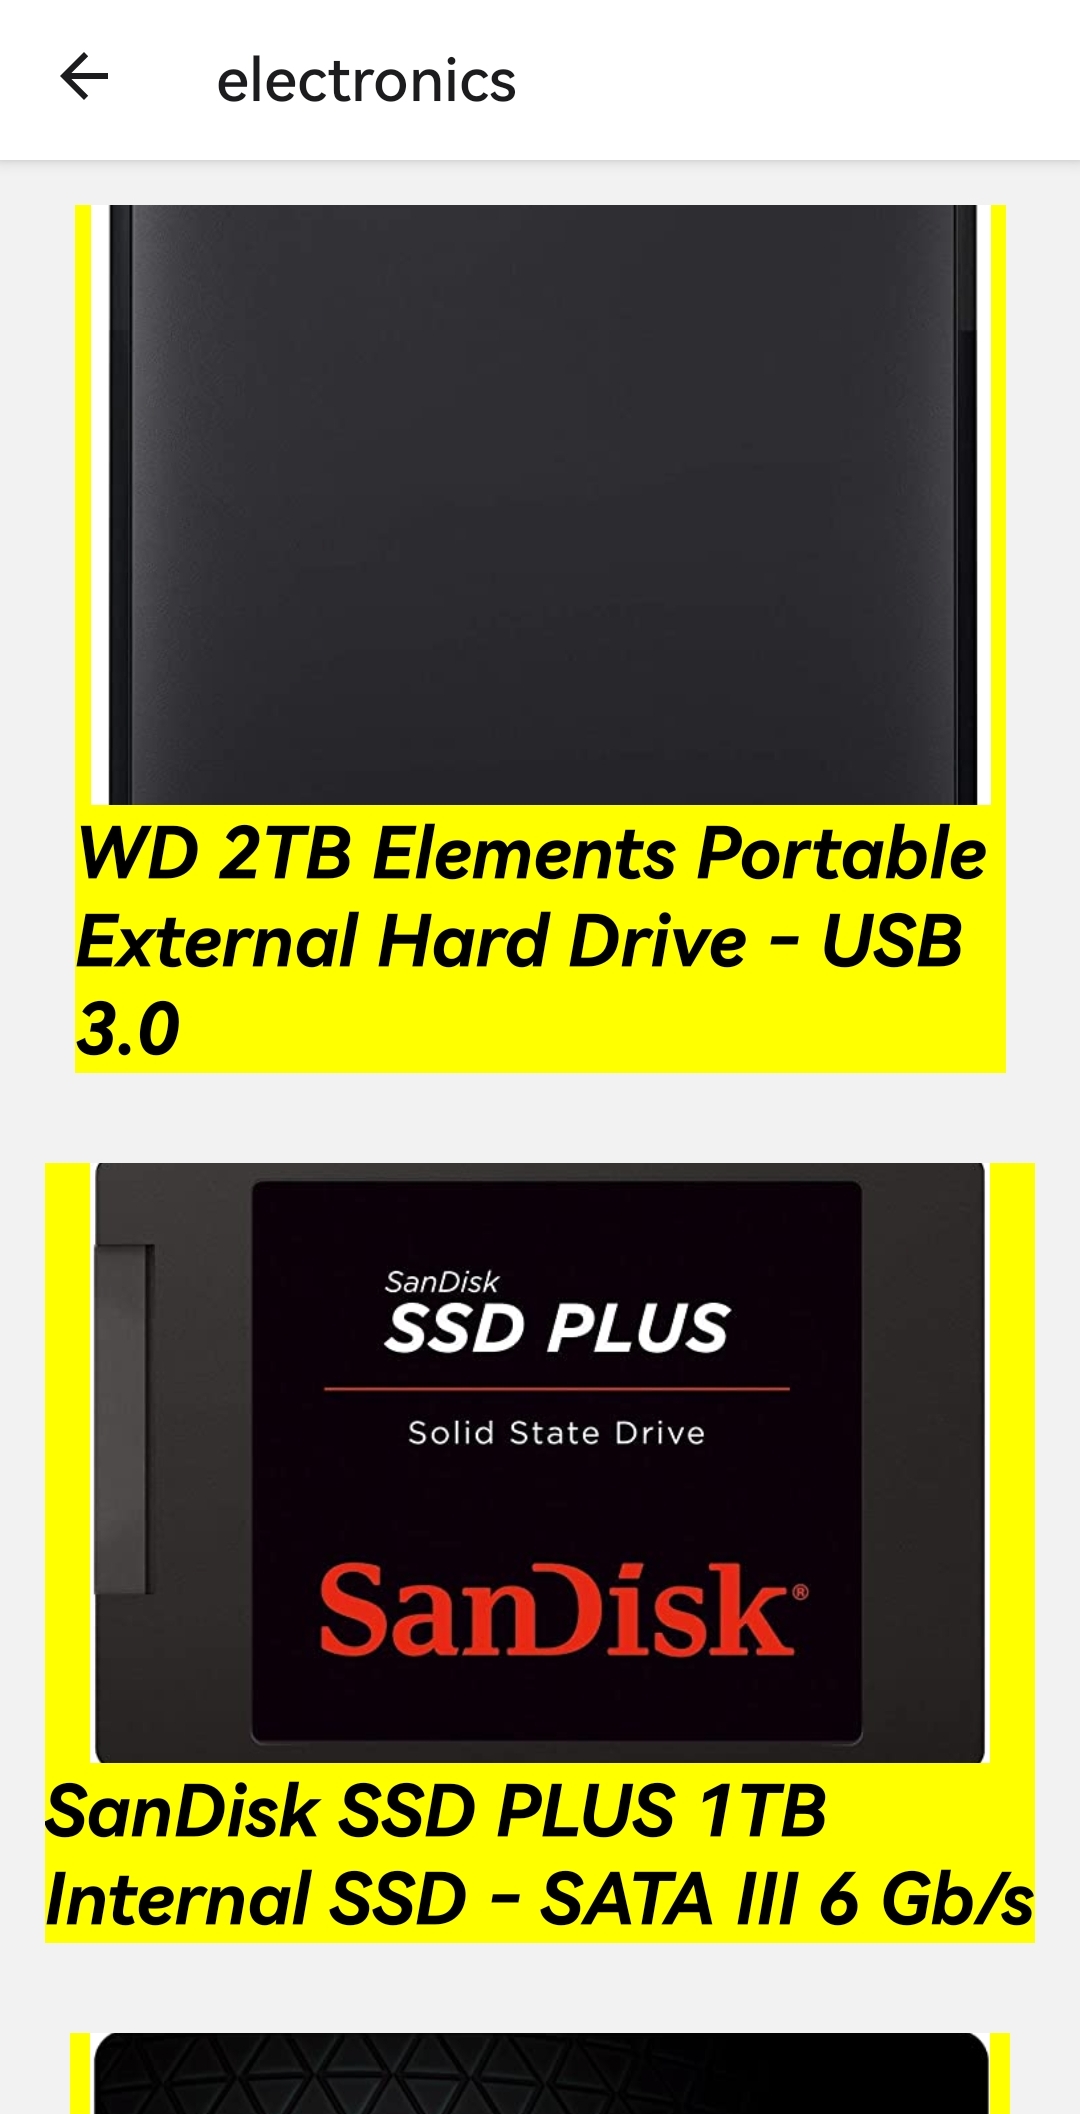 electronics
WD 2TB Elements Portable
External Hard Drive - USB
3.0
SanDisk
SSD PLUS
Solid State Drive
SanDisk®
SanDisk SSD PLUS 1TB
Internal SSD - SATA III 6 Gb/s